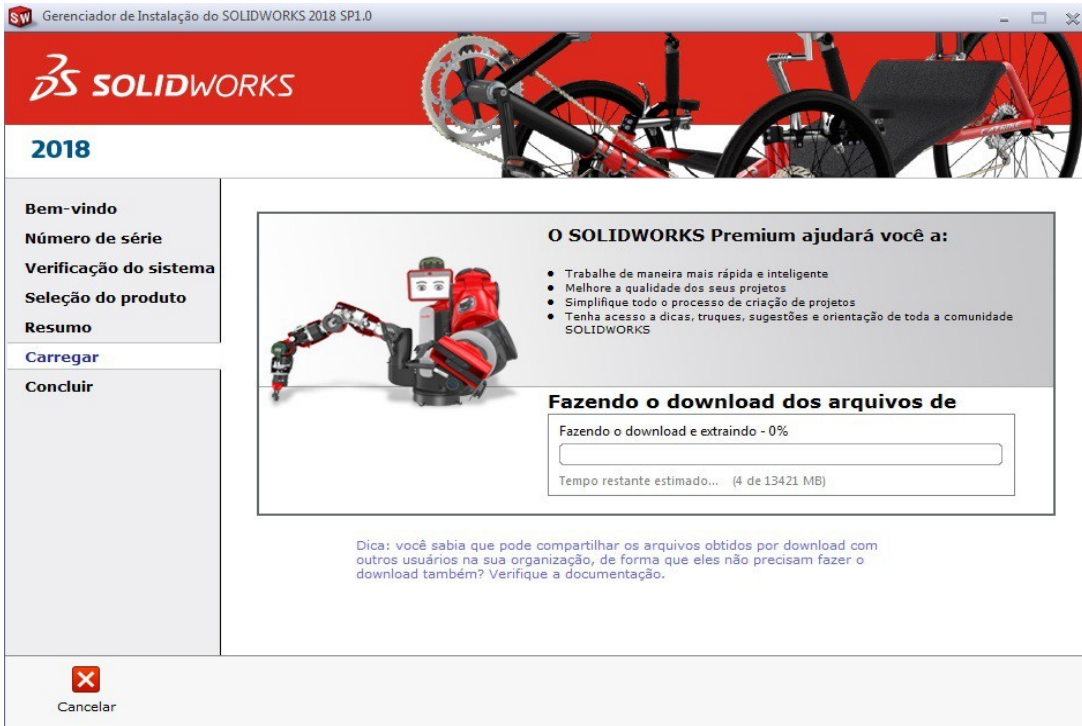 Gerenciador de Instalação do SOLIDWORKS 2018 SP1.0
SOLIDWORKS
2018
Bem-vindo
Número de série
Verificação do sistema
Seleção do produto
Resumo
Carregar
Concluir
O SOLIDWORKS Premium ajudará você a:
Trabalhe de maneira mais rápida e inteligente
Melhore a qualidade dos seus projetos
Simplifique todo o processo de criação de projetos
Tenha acesso a dicas, truques, sugestões e orientação de toda a comunidade
SOLIDWORKS
Fazendo o download dos arquivos de
Fazendo o download e extraindo - 0%
Tempo restante estimado... (4 de 13421 MB)
Dica: você sabia que pode compartilhar os arquivos obtidos por download com
outros usuários na sua organização, de forma que eles não precisam fazer o
download também? Verifique a documentação.
Cancelar